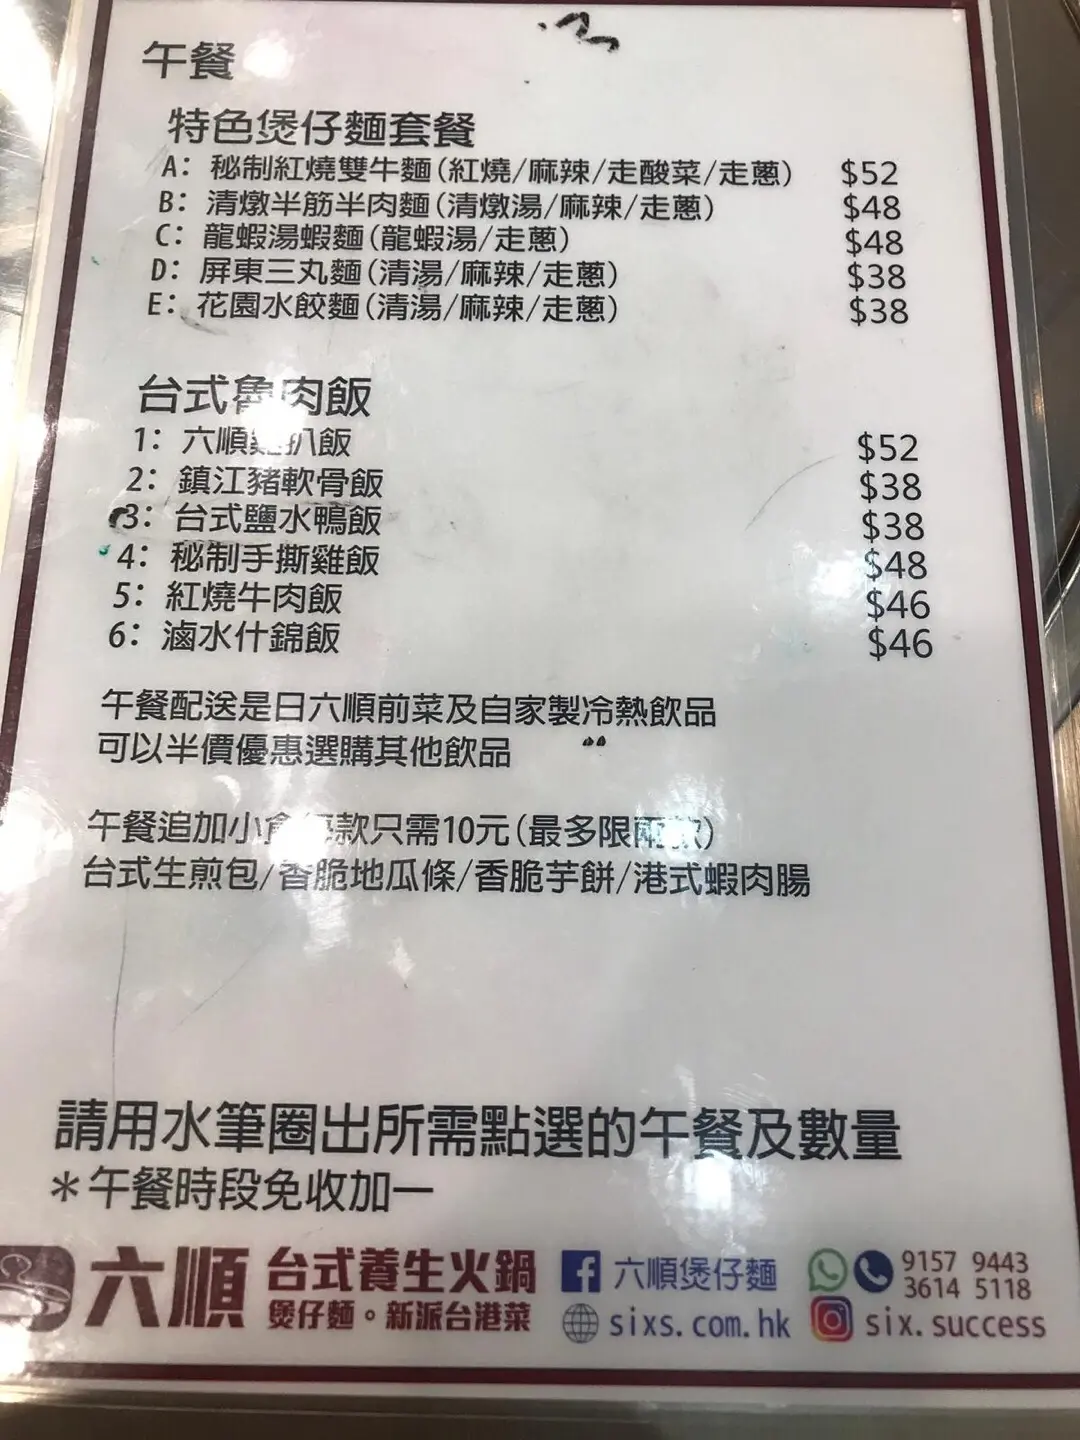 午餐
特色煲仔麵套餐
A: 秘制紅燒雙牛麵(紅燒/麻辣/走酸菜/走蔥) $52
B: 清燉半筋半肉麵(清燉湯/麻辣/走蔥) $48
C: 龍蝦湯蝦麵(龍蝦湯/走蔥) $48
D: 屏東三丸麵(清湯/麻辣/走蔥) $38
E: 花園水餃麵(清湯/麻辣/走蔥) $38
台式魯肉飯
1: 六順雞扒飯 $52
2: 鎮江豬軟骨飯 $38
3: 台式鹽水鴨飯 $38
4: 秘制手撕雞飯 $48
5: 紅燒牛肉飯 $46
6: 滷水什錦飯 $46
午餐配送是日六順前菜及自家製冷熱飲品
可以半價優惠選購其他飲品
午餐追加小食每款只需10元(最多限兩款)
台式生煎包/香脆地瓜條/香脆芋餅/港式蝦肉腸
請用水筆圈出所需點選的午餐及數量
*午餐時段免收加一
六順 台式養生火鍋
煲仔麵。新派台港菜
六順煲仔麵
sixs.com.hk
9157 9443
3614 5118
six.success